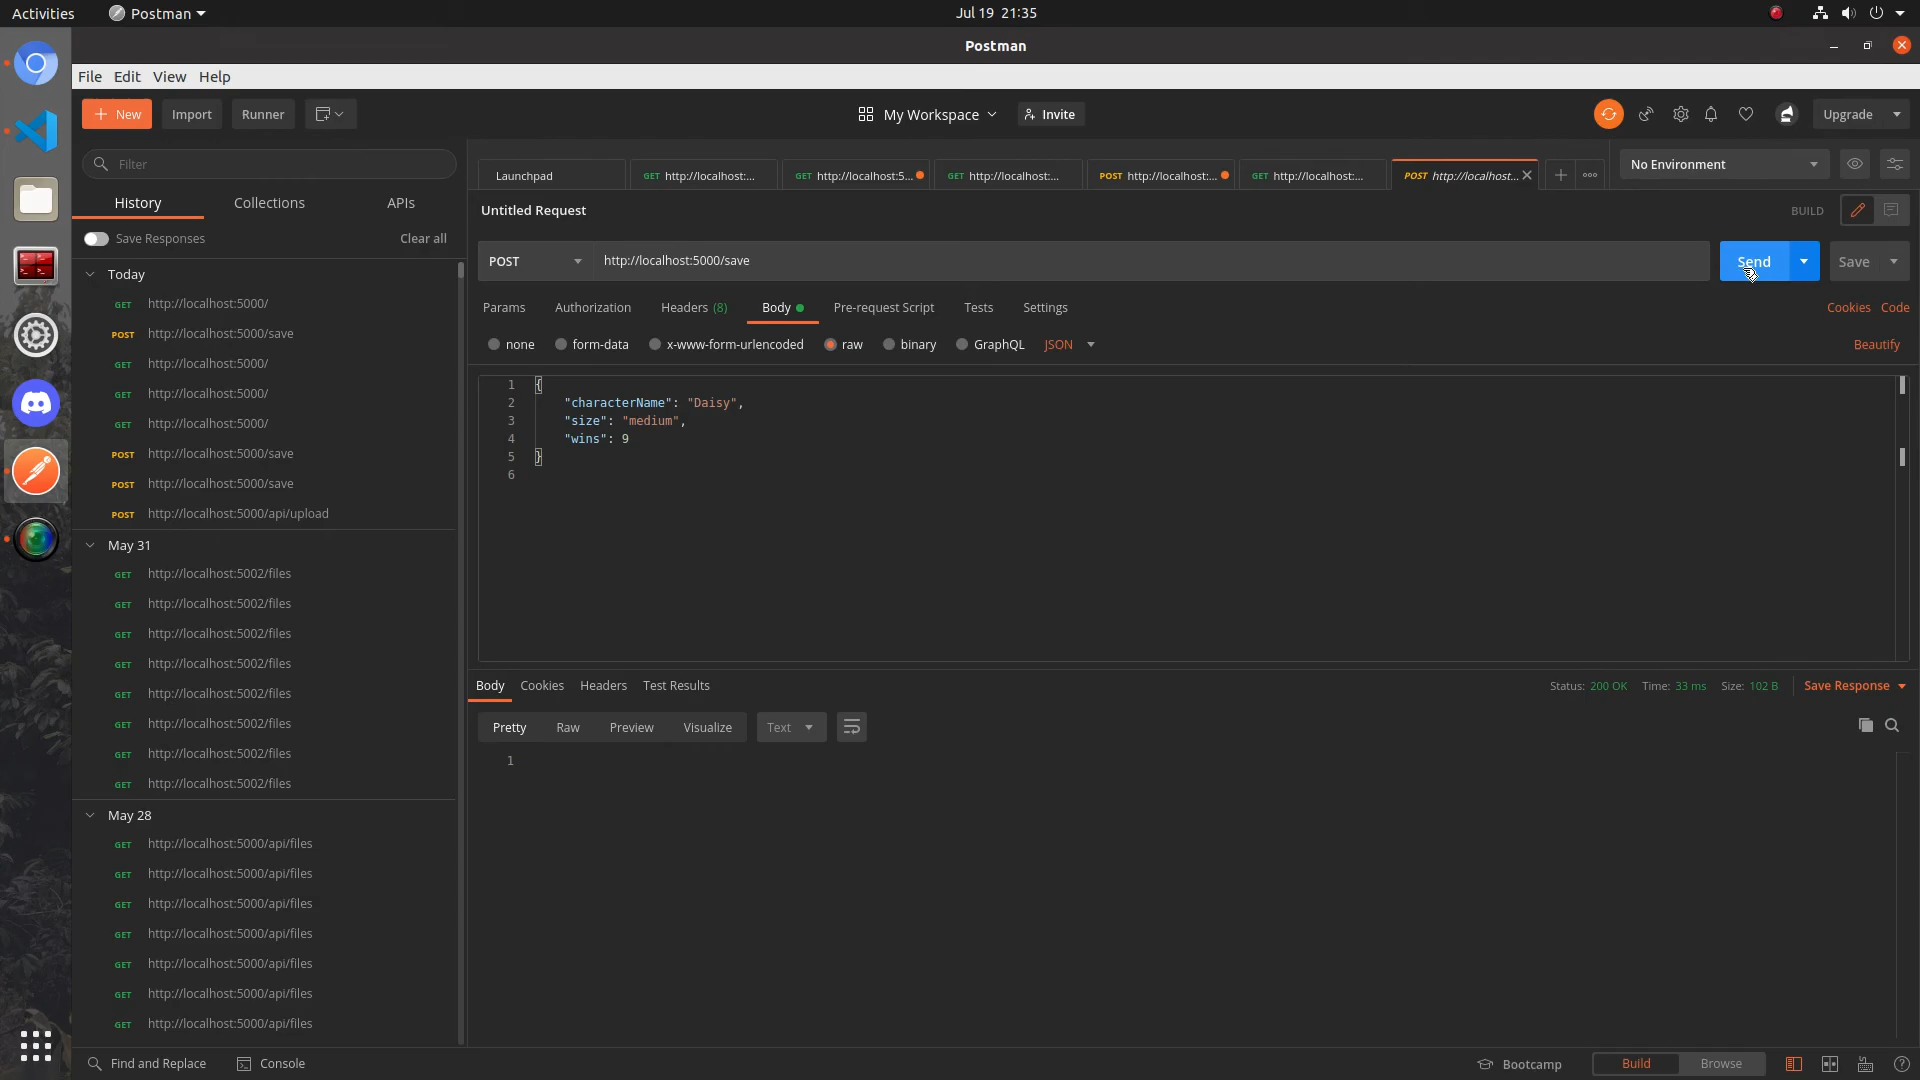 Activities
Postman
Jul 19 21:35
Postman
File Edit View Help
New
Import
Runner
My Workspace
Invite
Upgrade
Filter
Launchpad
GET http://localhost:...
GET http://localhost:5...
GET http://localhost:...
POST http://localhost:...
GET http://localhost:...
POST http://localhost...
No Environment
History
Collections
APIs
Save Responses
Clear all
Untitled Request
BUILD
POST
http://localhost:5000/save
Send
Save
Params
Authorization
Headers (8)
Body
Pre-request Script
Tests
Settings
Cookies
Code
none
form-data
x-www-form-urlencoded
raw
binary
GraphQL
JSON
Beautify
1 {
2 "characterName": "Daisy",
3 "size": "medium",
4 "wins": 9
5 }
6
Today
GET http://localhost:5000/
POST http://localhost:5000/save
GET http://localhost:5000/
GET http://localhost:5000/
GET http://localhost:5000/
POST http://localhost:5000/save
POST http://localhost:5000/save
POST http://localhost:5000/api/upload
May 31
GET http://localhost:5002/files
GET http://localhost:5002/files
GET http://localhost:5002/files
GET http://localhost:5002/files
GET http://localhost:5002/files
GET http://localhost:5002/files
GET http://localhost:5002/files
GET http://localhost:5002/files
May 28
GET http://localhost:5000/api/files
GET http://localhost:5000/api/files
GET http://localhost:5000/api/files
GET http://localhost:5000/api/files
GET http://localhost:5000/api/files
GET http://localhost:5000/api/files
GET http://localhost:5000/api/files
Body
Cookies
Headers
Test Results
Status: 200 OK
Time: 33 ms
Size: 102 B
Save Response
Pretty
Raw
Preview
Visualize
Text
1
Find and Replace
Console
Bootcamp
Build
Browse